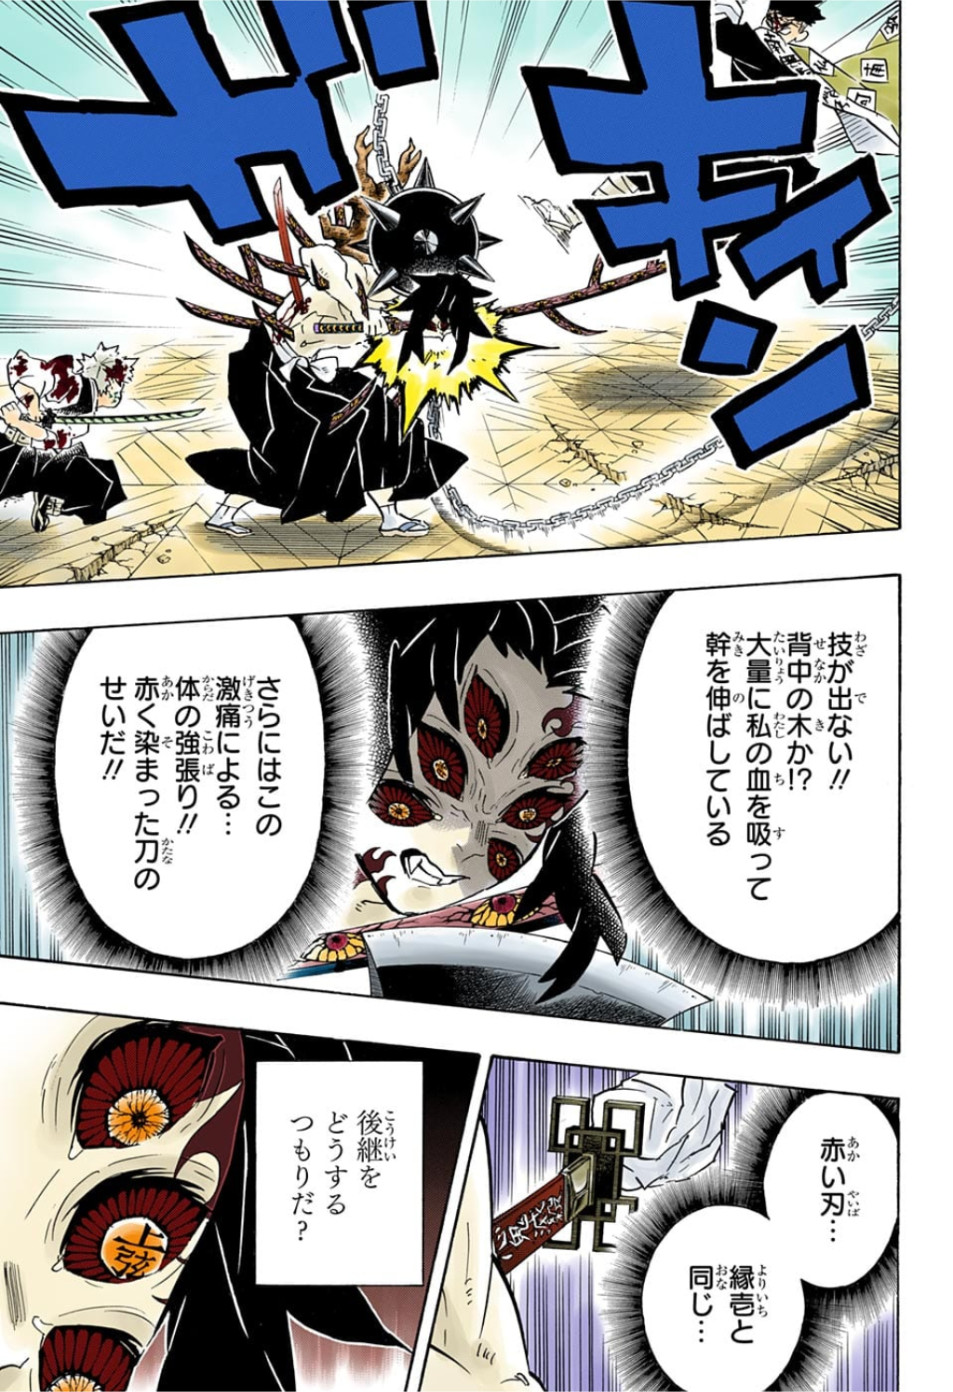 ギィン
ガ
技が出ない!!
背中の木か!?
大量に私の血を吸って
幹を伸ばしている
さらにはこの
激痛による…
体の強張り!!
赤く染まった刀の
せいだ!!
赤い刃…
縁壱と
同じ…
後継を
どうする
つもりだ?
上弦